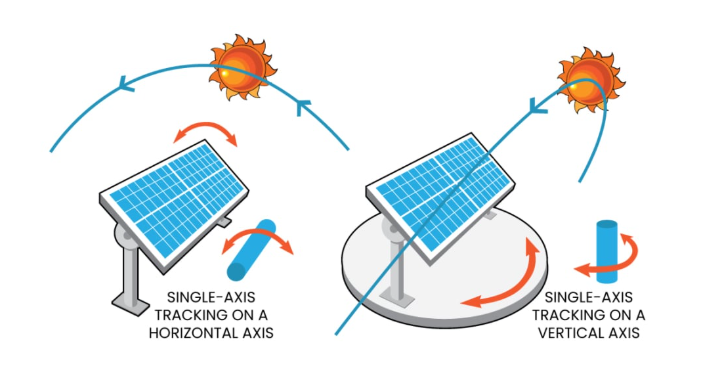 SINGLE-AXIS
TRACKING ON A
HORIZONTAL AXIS
SINGLE-AXIS
TRACKING ON A
VERTICAL AXIS